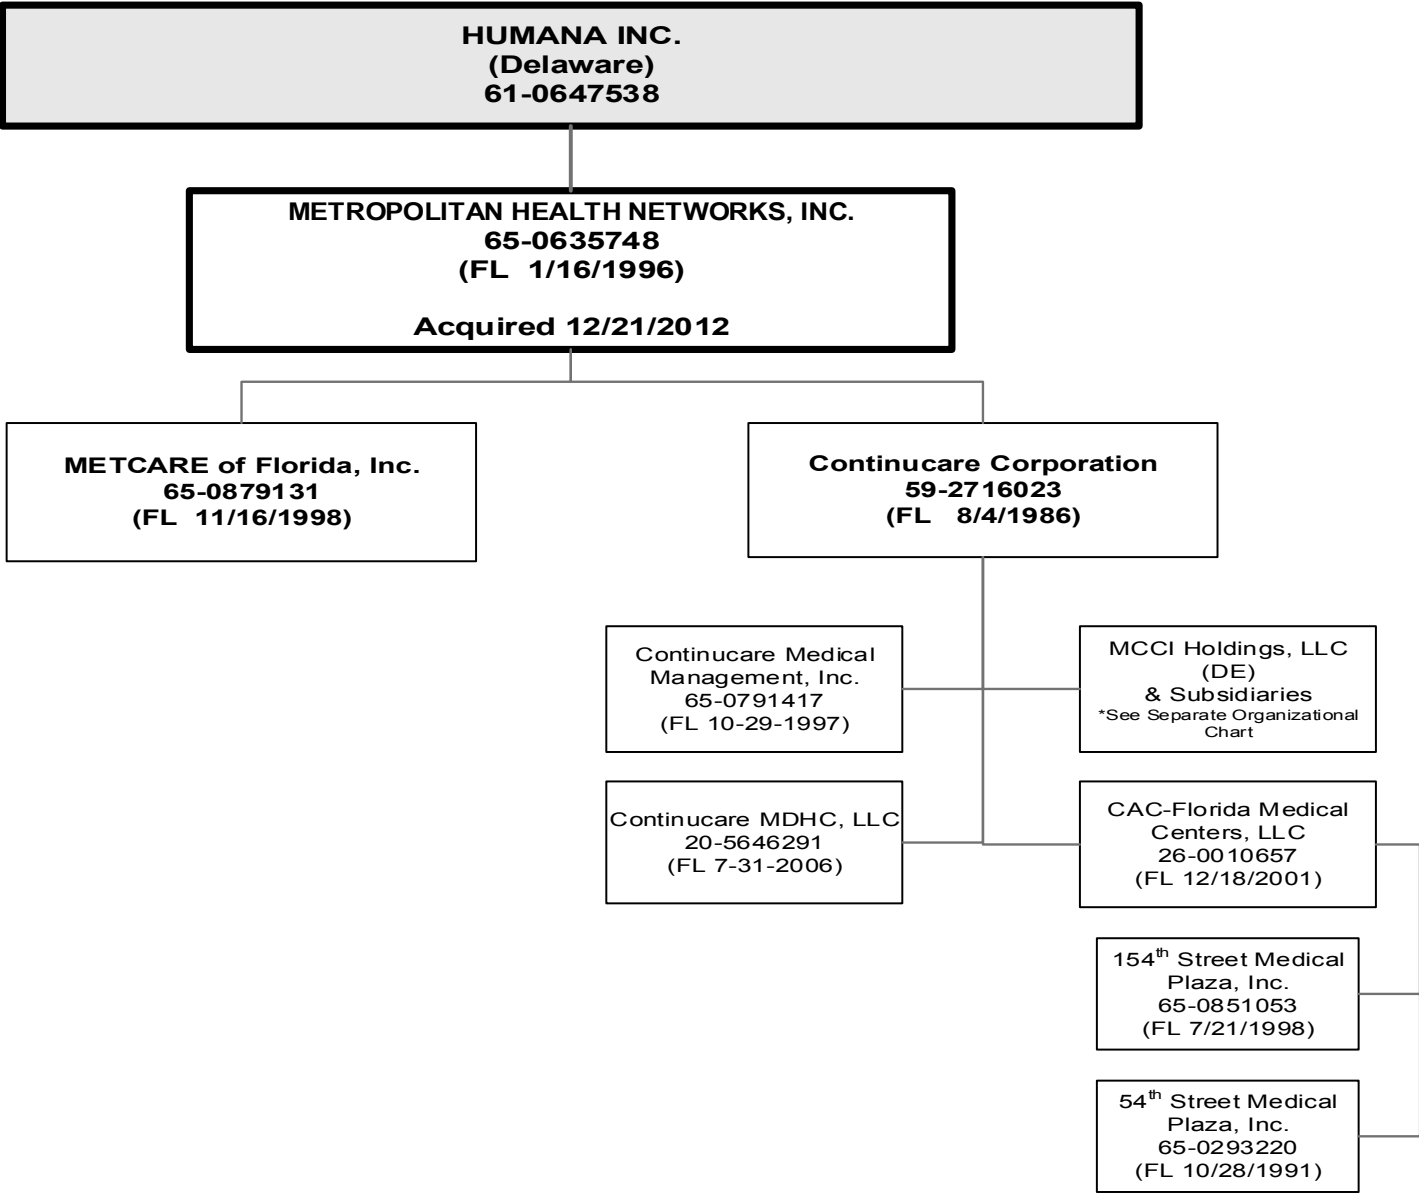 HUMANA INC.
(Delaware)
61-0647538
METROPOLITAN HEALTH NETWORKS, INC.
65-0635748
(FL 1/16/1996)
Acquired 12/21/2012
METCARE of Florida, Inc.
65-0879131
(FL 11/16/1998)
Continucare Corporation
59-2716023
(FL 8/4/1986)
Continucare Medical
Management, Inc.
65-0791417
(FL 10-29-1997)
MCCI Holdings, LLC
(DE)
& Subsidiaries
*See Separate Organizational
Chart
Continucare MDHC, LLC
20-5646291
(FL 7-31-2006)
CAC-Florida Medical
Centers, LLC
26-0010657
(FL 12/18/2001)
154th Street Medical
Plaza, Inc.
65-0851053
(FL 7/21/1998)
54th Street Medical
Plaza, Inc.
65-0293220
(FL 10/28/1991)